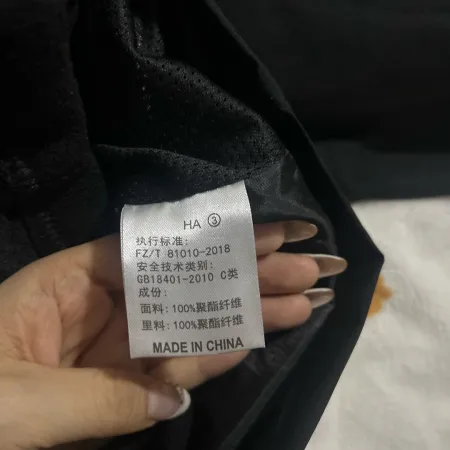 HA ③
执行标准:
FZ/T 81010-2018
安全技术类别:
GB18401-2010 C类
成份:
面料:100%聚酯纤维
里料:100%聚酯纤维
MADE IN CHINA